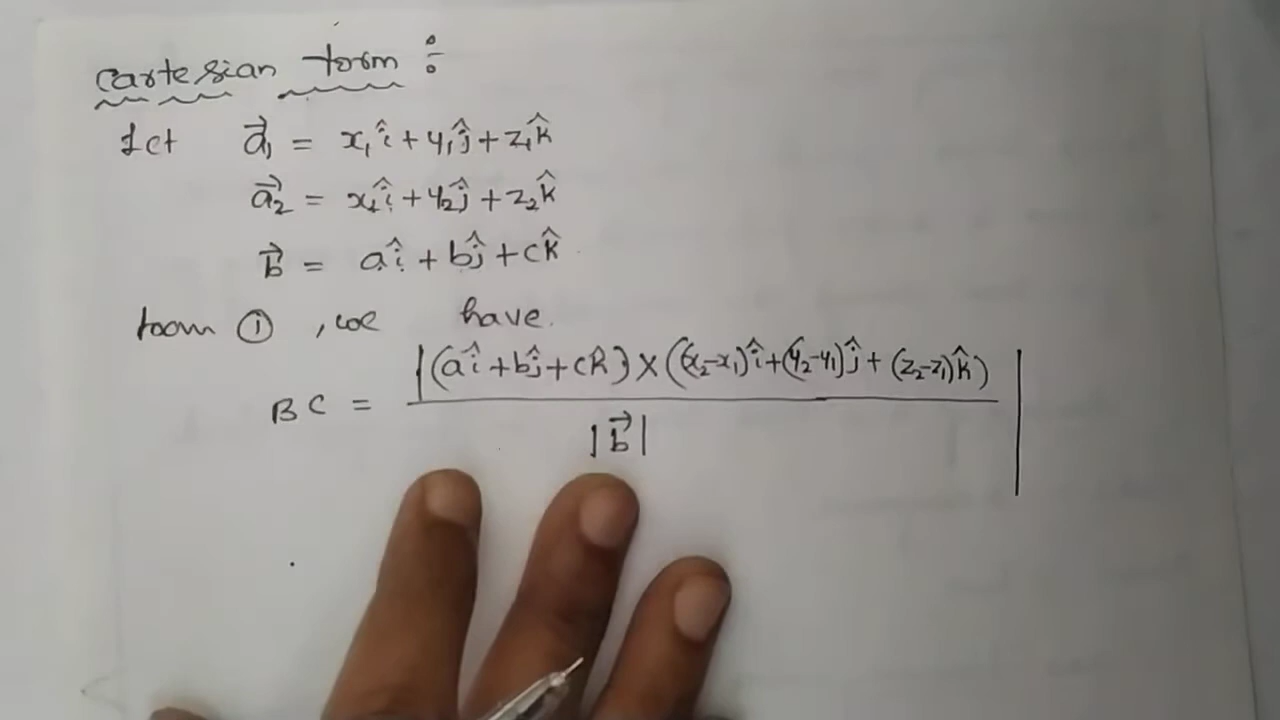 Cartesian form :
Let a⃗₁ = x₁î + y₁ĵ + z₁k̂
a⃗₂ = x₂î + y₂ĵ + z₂k̂
b⃗ = aî + bĵ + ck̂
from ①, we have.
BC = |(aî + bĵ + ck̂) × ((x₂-x₁)î + (y₂-y₁)ĵ + (z₂-z₁)k̂)|
|b⃗|